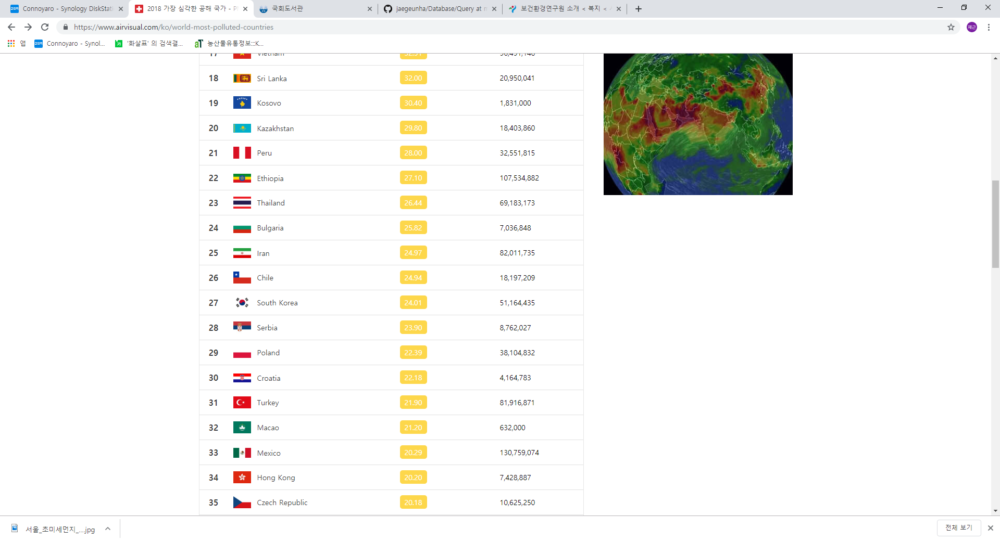 Connoyaro - Synology DiskStati
2018 가장 심각한 공해 국가 - P
국회도서관
jaegeunha/Database/Query at m
보건환경연구원 소개 < 복지 <
https://www.airvisual.com/ko/world-most-polluted-countries
재근
앱
DSM Connoyaro - Synol...
'화살표' 의 검색결...
aT 농산물유통정보:::K...
17 Vietnam
18 Sri Lanka 32.00 20,950,041
19 Kosovo 30.40 1,831,000
20 Kazakhstan 29.80 18,403,860
21 Peru 28.00 32,551,815
22 Ethiopia 27.10 107,534,882
23 Thailand 26.44 69,183,173
24 Bulgaria 25.82 7,036,848
25 Iran 24.97 82,011,735
26 Chile 24.94 18,197,209
27 South Korea 24.01 51,164,435
28 Serbia 23.90 8,762,027
29 Poland 22.39 38,104,832
30 Croatia 22.18 4,164,783
31 Turkey 21.90 81,916,871
32 Macao 21.20 632,000
33 Mexico 20.29 130,759,074
34 Hong Kong 20.20 7,428,887
35 Czech Republic 20.18 10,625,250
서울_초미세먼지_....jpg
전체 보기